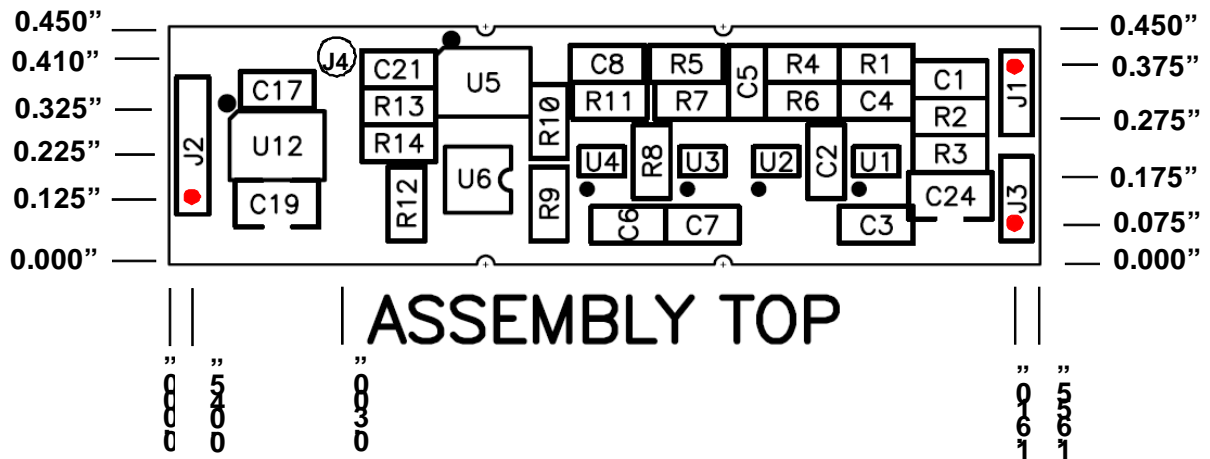 0.450” 0.450”
0.410” 0.375”
0.325” 0.275”
0.225” 0.175”
0.125” 0.075”
0.000” 0.000”
J4
C17
C21
U5
C8
R5
C5
R4
R1
C1
J1
R13
R10
R11
R7
R6
C4
R2
J2
U12
R14
U6
U4
R8
U3
U2
C2
U1
R3
C19
R12
R9
C6
C7
C3
C24
J3
ASSEMBLY TOP
0.000”
0.045”
0.300”
1.610”
1.655”